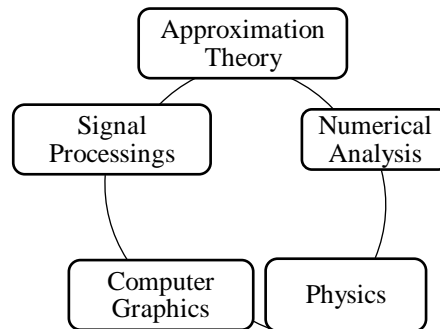 Approximation
Theory
Signal
Processings
Numerical
Analysis
Computer
Graphics
Physics